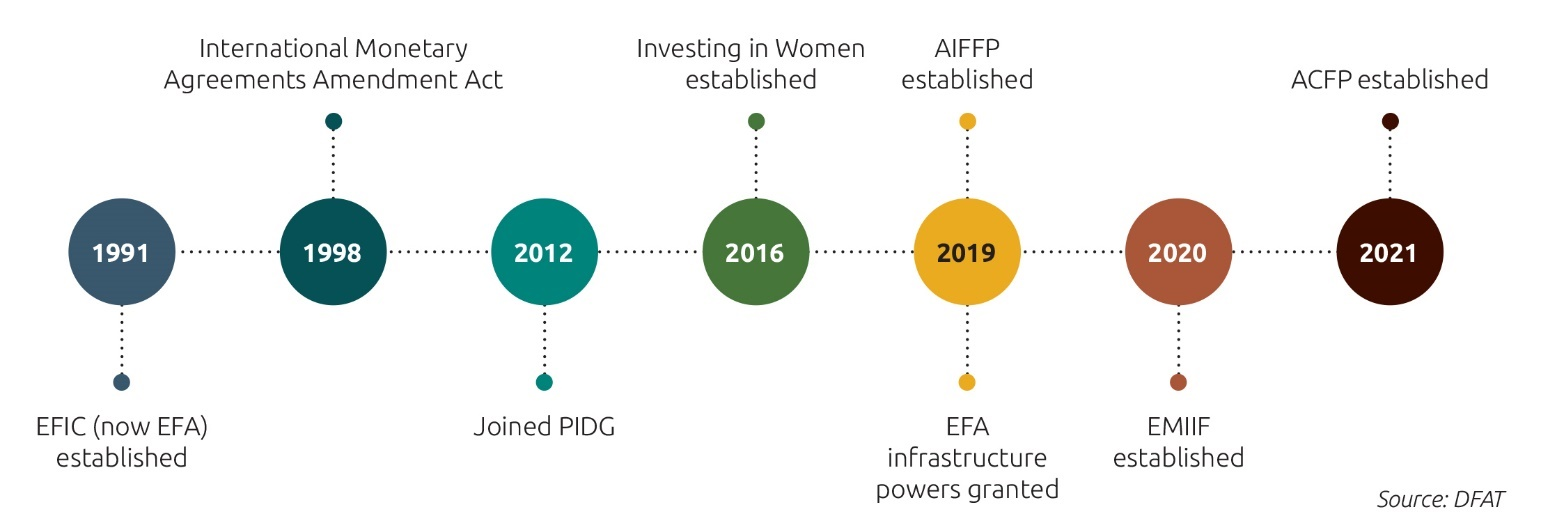 International Monetary
Agreements Amendment Act
Investing in Women
established
AIFFP
established
ACFP established
1991
1998
2012
2016
2019
2020
2021
EFIC (now EFA)
established
Joined PIDG
EFA
infrastructure
powers granted
EMIIF
established
Source: DFAT